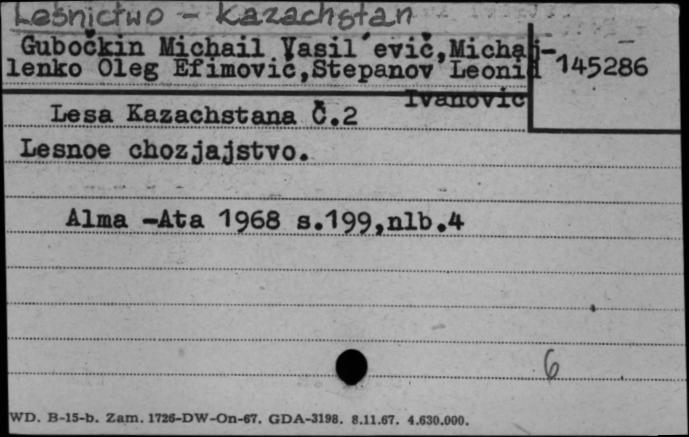 Leśnictwo - Kazachstan
Gubočkin Michail Vasil'evič, Michaj-
lenko Oleg Efimovič, Stepanov Leonid
145286
Ivanovič
Lesa Kazachstana Č.2
Lesnoe chozjajstvo.
Alma -Ata 1968 s.199,nlb.4
6
WD. B-15-b. Zam. 1726-DW-On-67. GDA-3198. 8.11.67. 4.630.000.